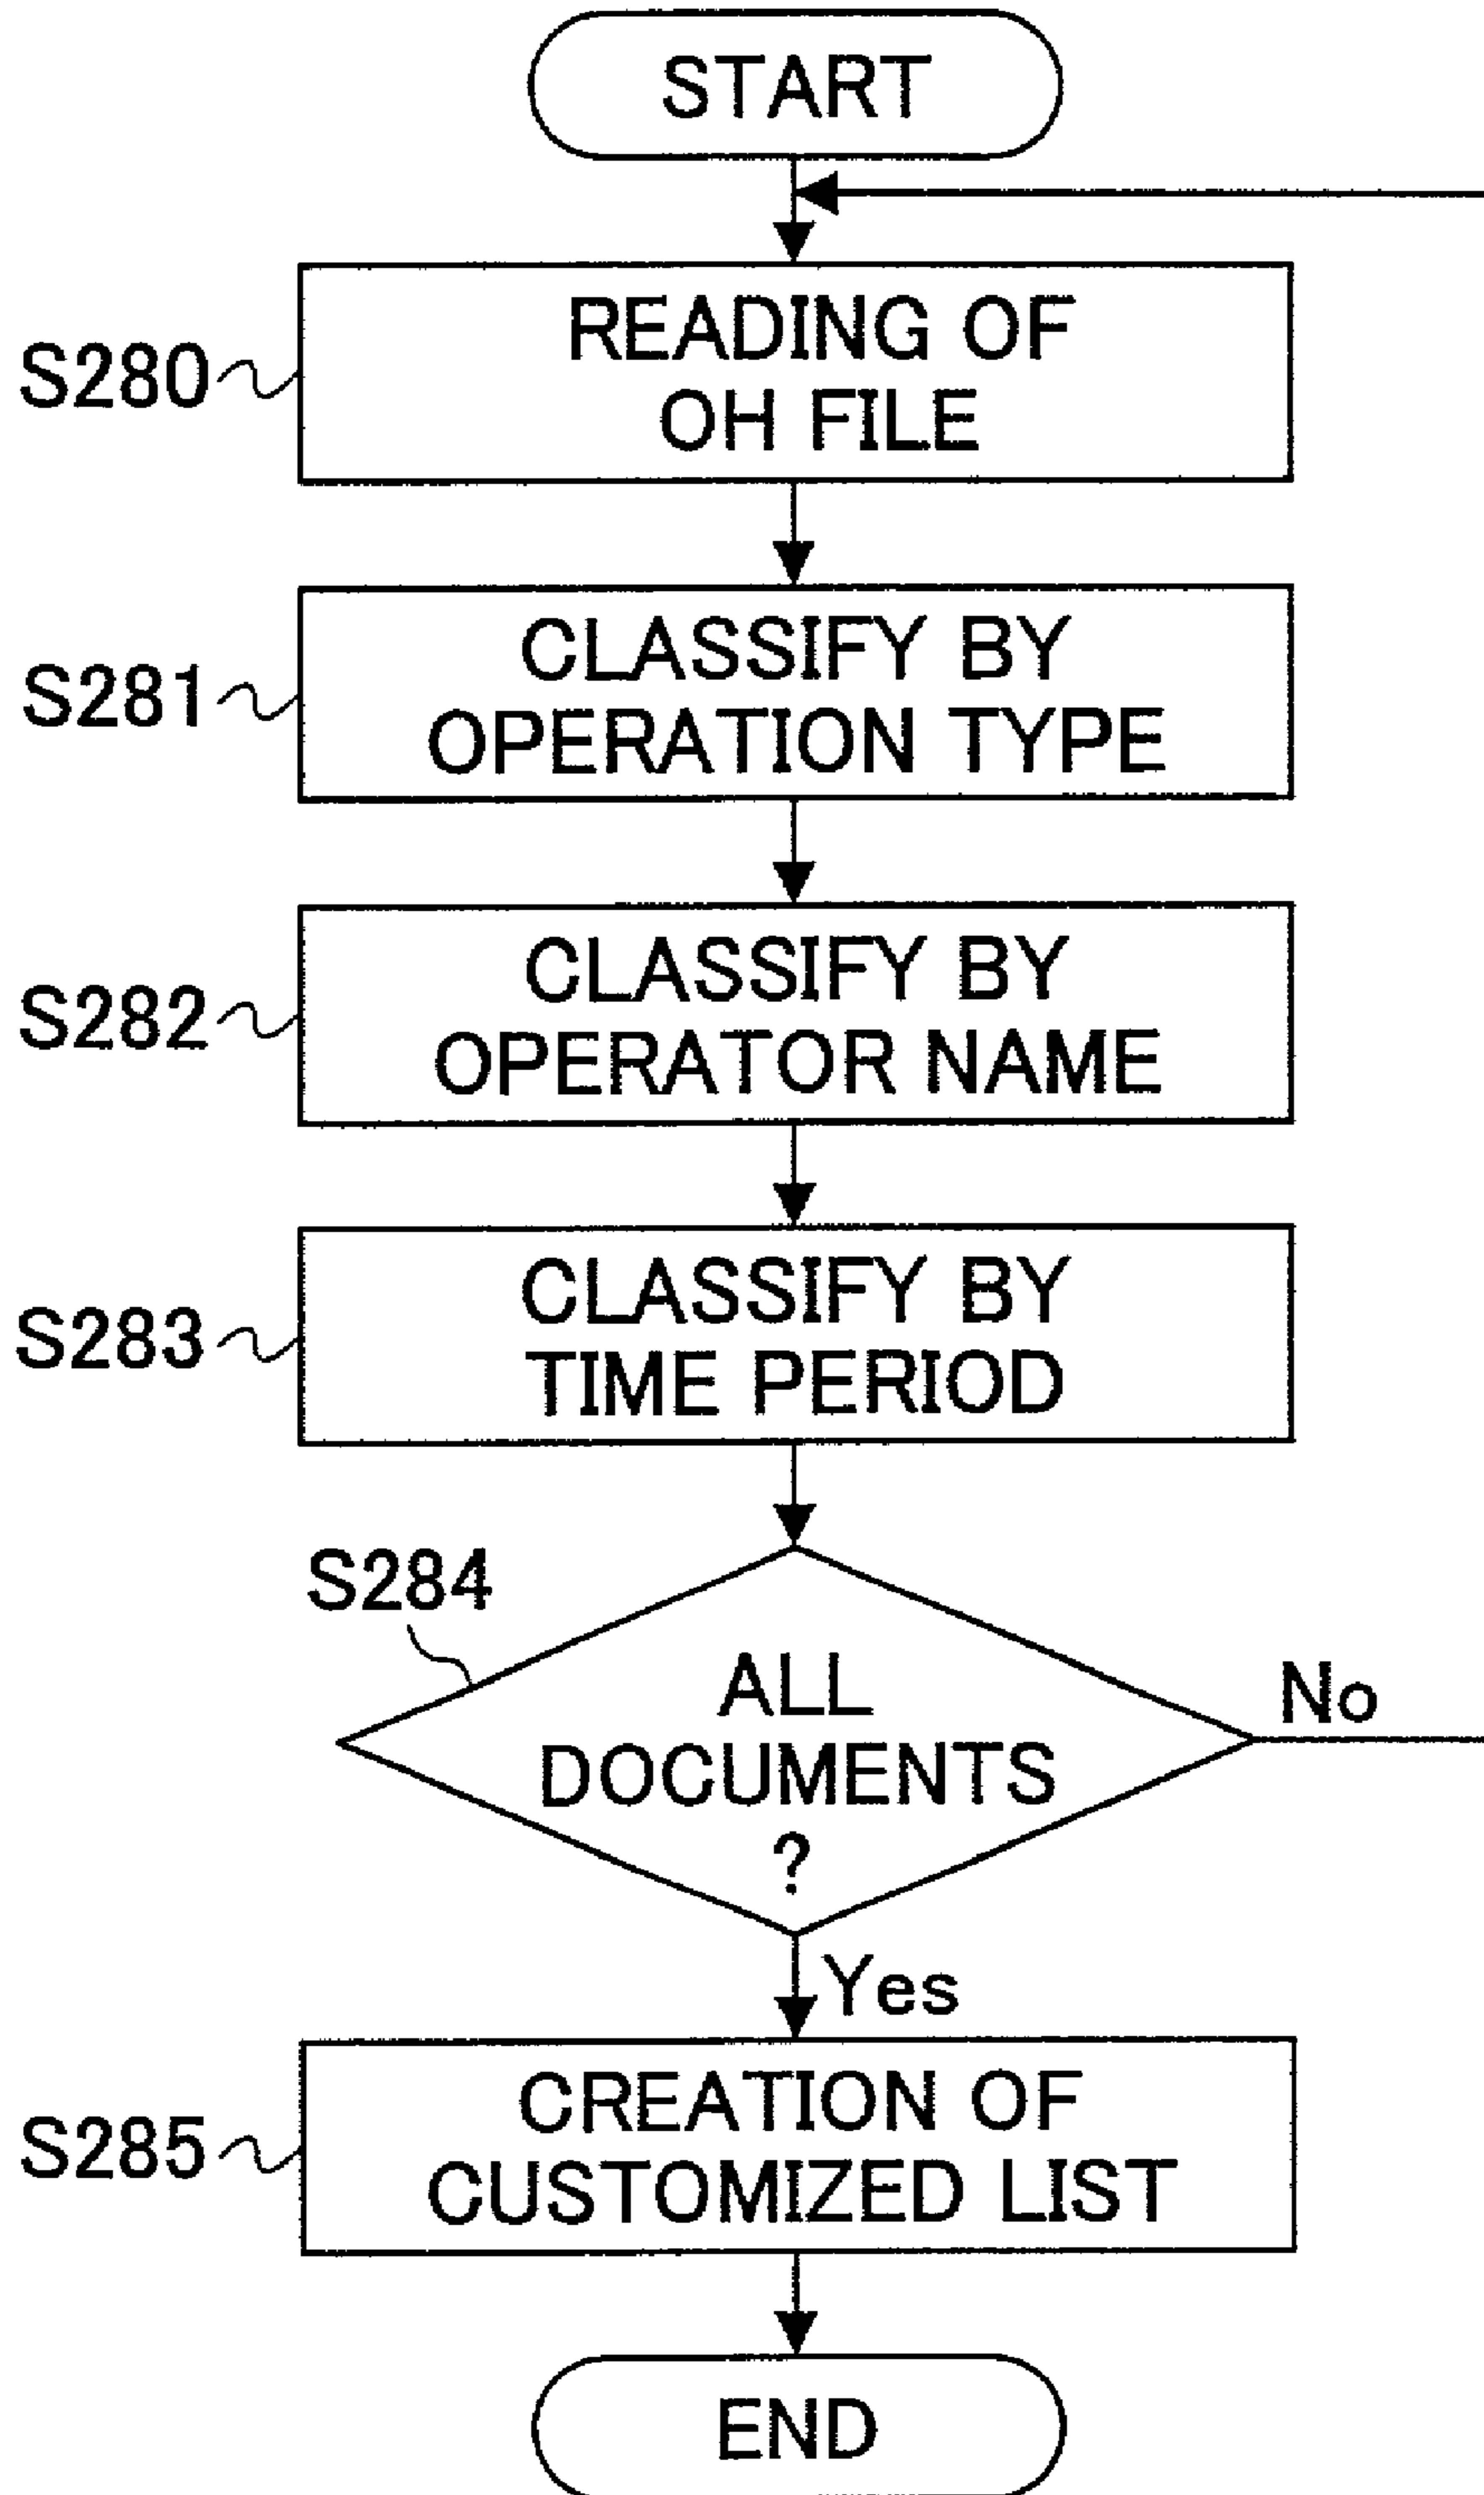 START
S280
READING OF
OH FILE
S281
CLASSIFY BY
OPERATION TYPE
S282
CLASSIFY BY
OPERATOR NAME
S283
CLASSIFY BY
TIME PERIOD
S284
ALL
DOCUMENTS
?
No
Yes
S285
CREATION OF
CUSTOMIZED LIST
END